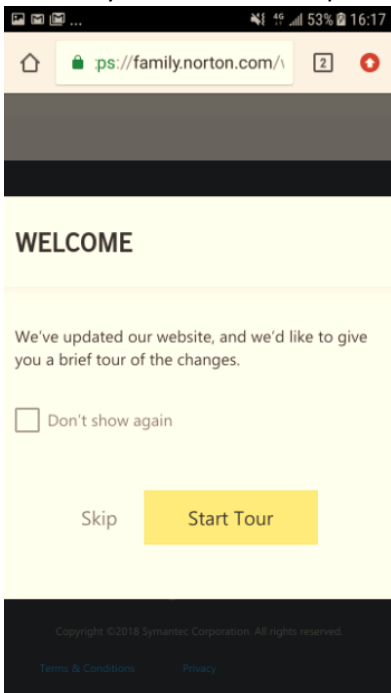 ... 4G 53% 16:17
ps://family.norton.com/ 2
WELCOME
We've updated our website, and we'd like to give
you a brief tour of the changes.
Don't show again
Skip Start Tour
Copyright ©2018 Symantec Corporation. All rights reserved.
Terms & Conditions Privacy